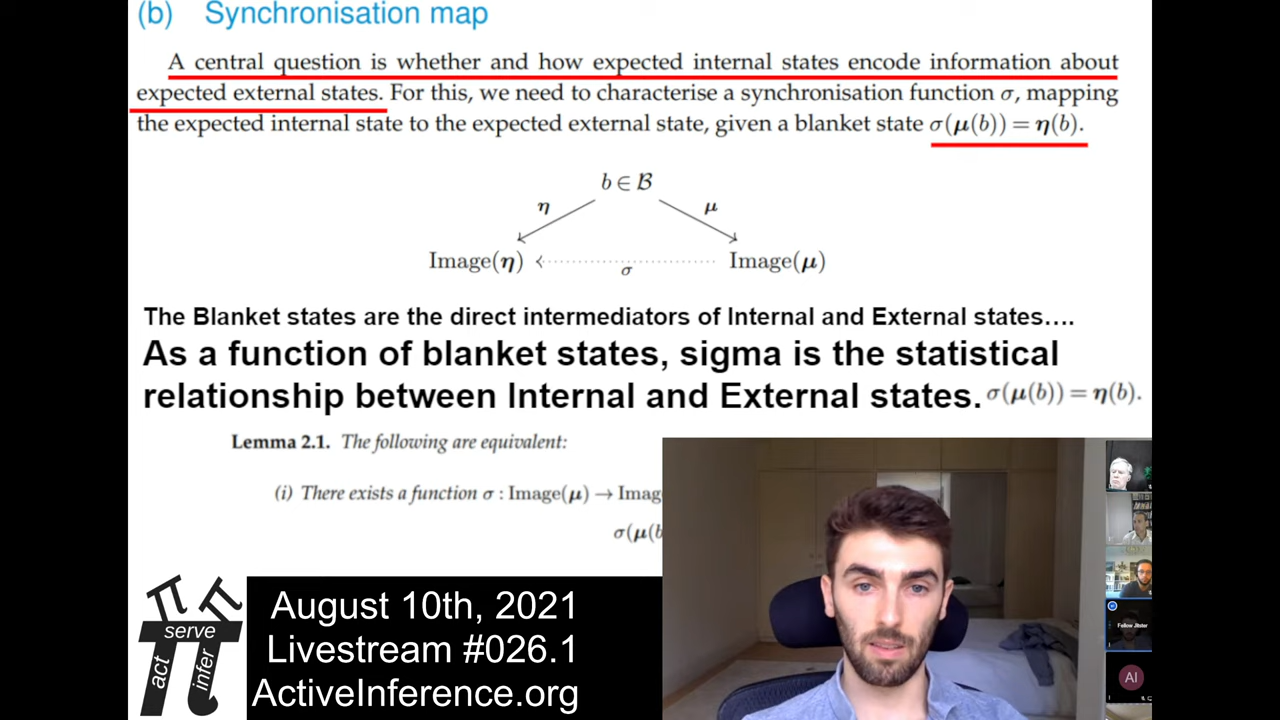 (b) Synchronisation map
A central question is whether and how expected internal states encode information about
expected external states. For this, we need to characterise a synchronisation function σ, mapping
the expected internal state to the expected external state, given a blanket state σ(μ(b)) = η(b).
b ∈ B
η
μ
Image(η)
σ
Image(μ)
The Blanket states are the direct intermediators of Internal and External states….
As a function of blanket states, sigma is the statistical
relationship between Internal and External states. σ(μ(b)) = η(b).
Lemma 2.1. The following are equivalent:
(i) There exists a function σ : Image(μ) → Imag
σ(μ(b
serve
act
infer
August 10th, 2021
Livestream #026.1
ActiveInference.org
Fellow Jitster
AI